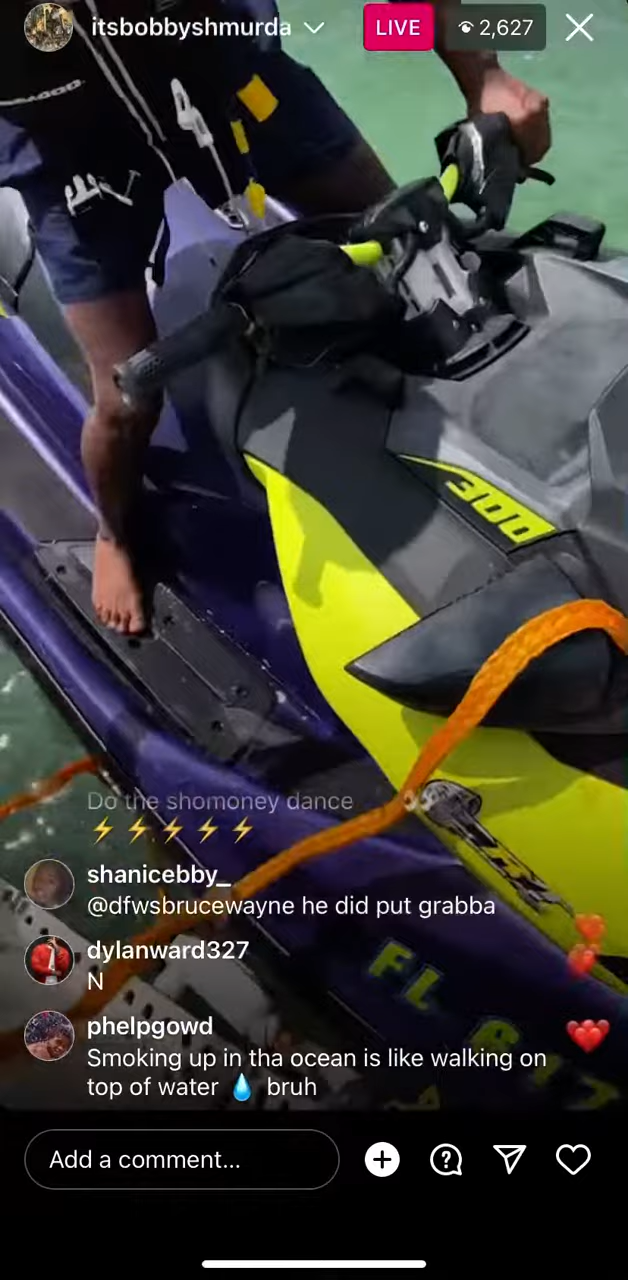 itsbobbyshmurda
LIVE
2,627
300
Do the shomoney dance 👀
⚡⚡⚡⚡⚡
shanicebby_
@dfwsbrucewayne he did put grabba
dylanward327
N
phelpgowd
Smoking up in tha ocean is like walking on
top of water 💧 bruh
FL
Add a comment...